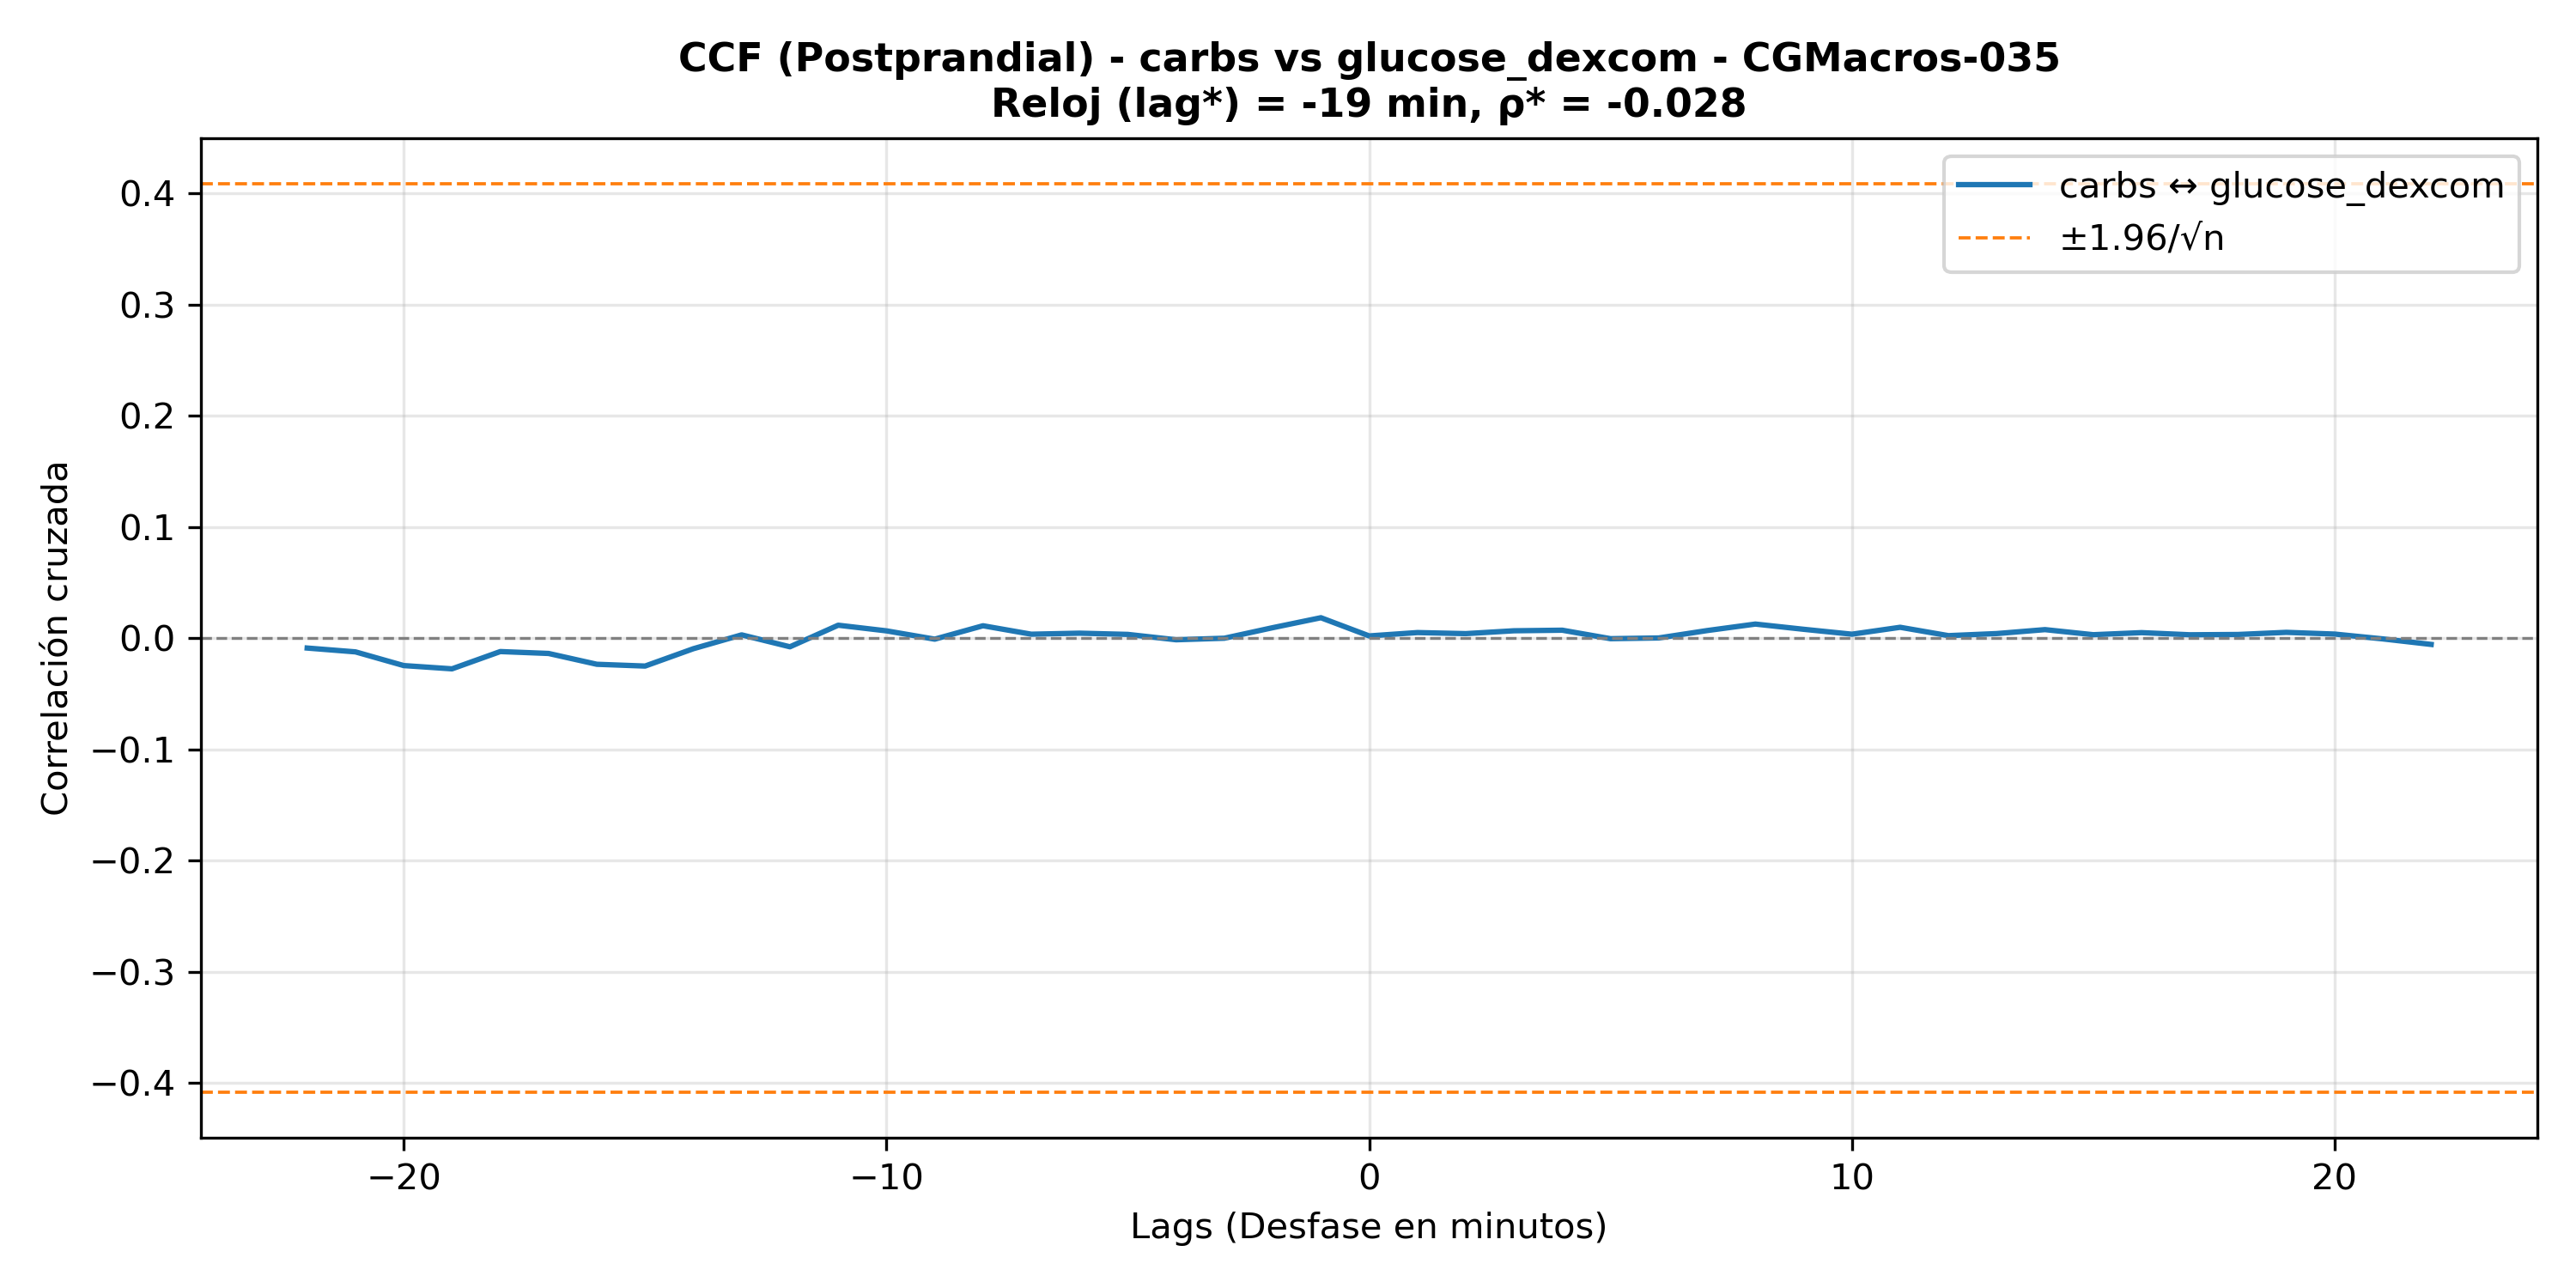 CCF (Postprandial) - carbs vs glucose_dexcom - CGMacros-035
Reloj (lag*) = -19 min, ρ* = -0.028
carbs ↔ glucose_dexcom
±1.96/√n
Correlación cruzada
0.4
0.3
0.2
0.1
0.0
−0.1
−0.2
−0.3
−0.4
−20
−10
0
10
20
Lags (Desfase en minutos)